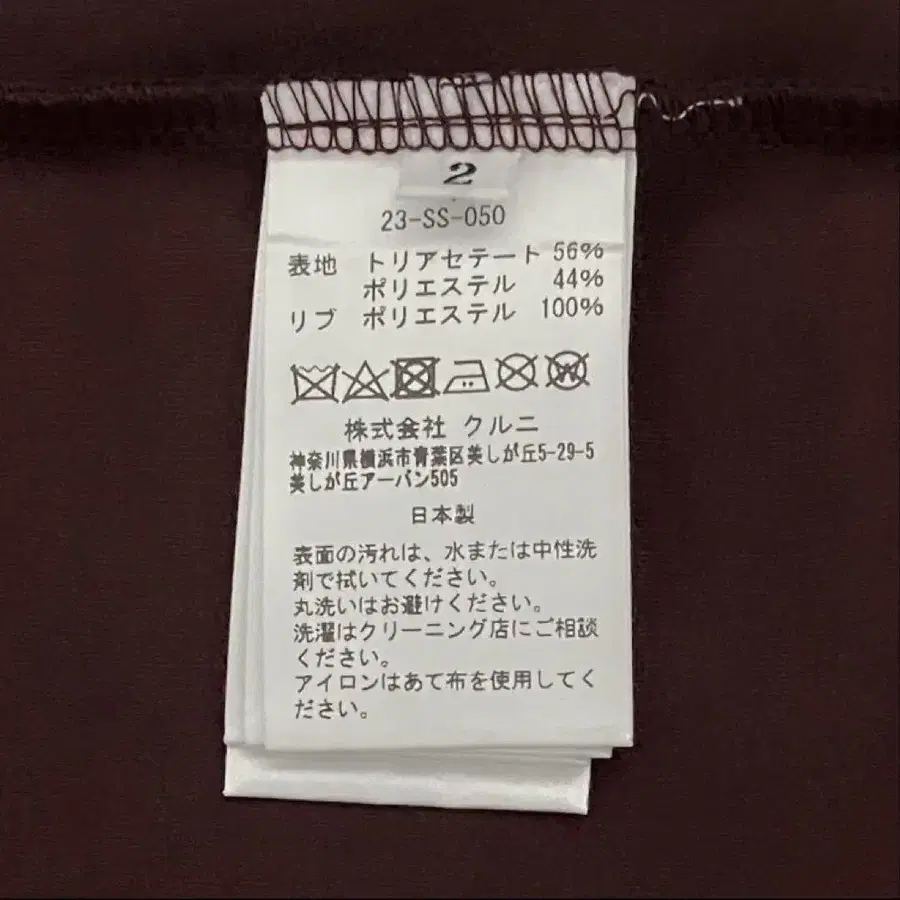 2
23-SS-050
表地 トリアセテート 56%
ポリエステル 44%
リブ ポリエステル 100%
株式会社 クルニ
神奈川県横浜市青葉区美しが丘5-29-5
美しが丘アーバン505
日本製
表面の汚れは、水または中性洗
剤で拭いてください。
丸洗いはお避けください。
洗濯はクリーニング店にご相談
ください。
アイロンはあて布を使用してく
ださい。